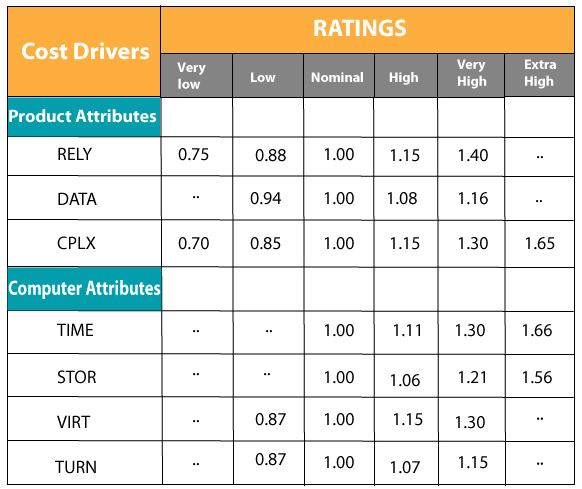 Cost Drivers RATINGS
Very low Low Nominal High Very High Extra High
Product Attributes
RELY 0.75 0.88 1.00 1.15 1.40 ..
DATA .. 0.94 1.00 1.08 1.16 ..
CPLX 0.70 0.85 1.00 1.15 1.30 1.65
Computer Attributes
TIME .. .. 1.00 1.11 1.30 1.66
STOR .. .. 1.00 1.06 1.21 1.56
VIRT .. 0.87 1.00 1.15 1.30 ..
TURN .. 0.87 1.00 1.07 1.15 ..